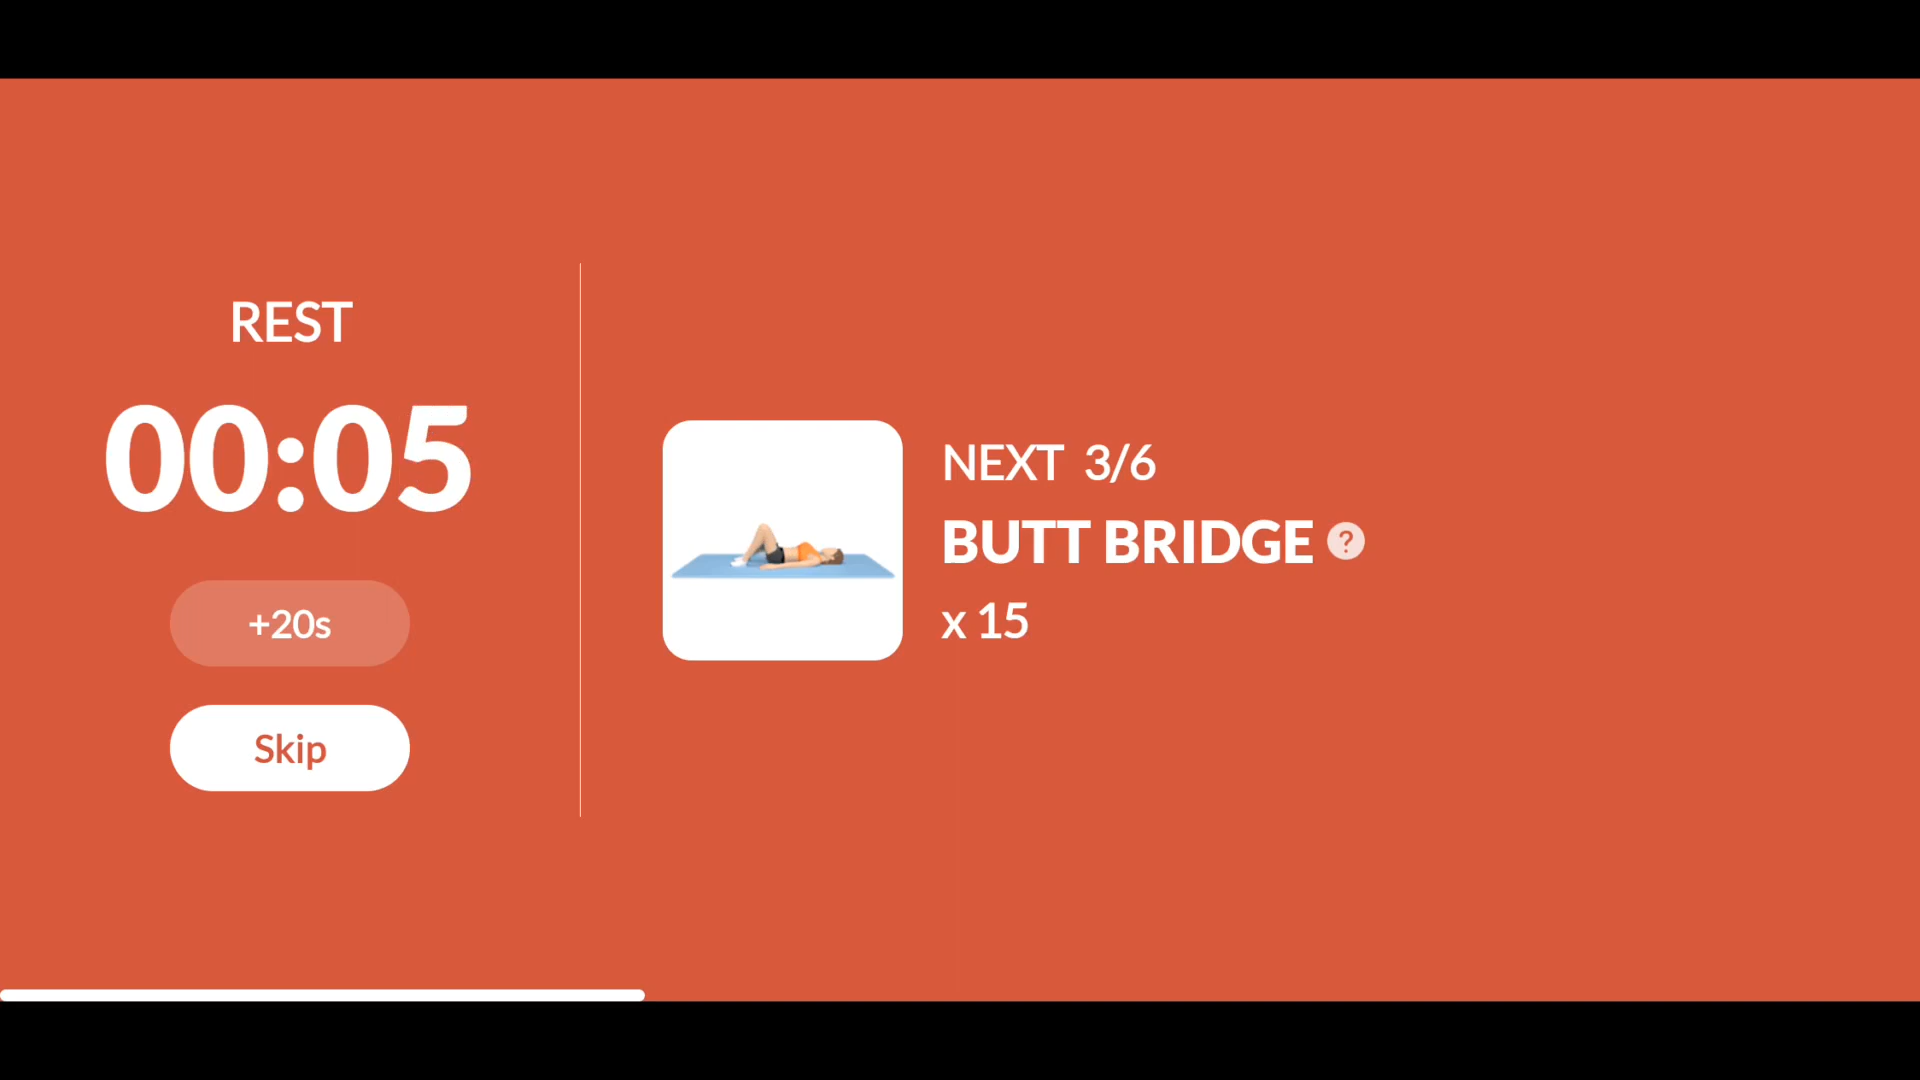 REST
00:05
+20s
Skip
NEXT 3/6
BUTT BRIDGE ?
x 15